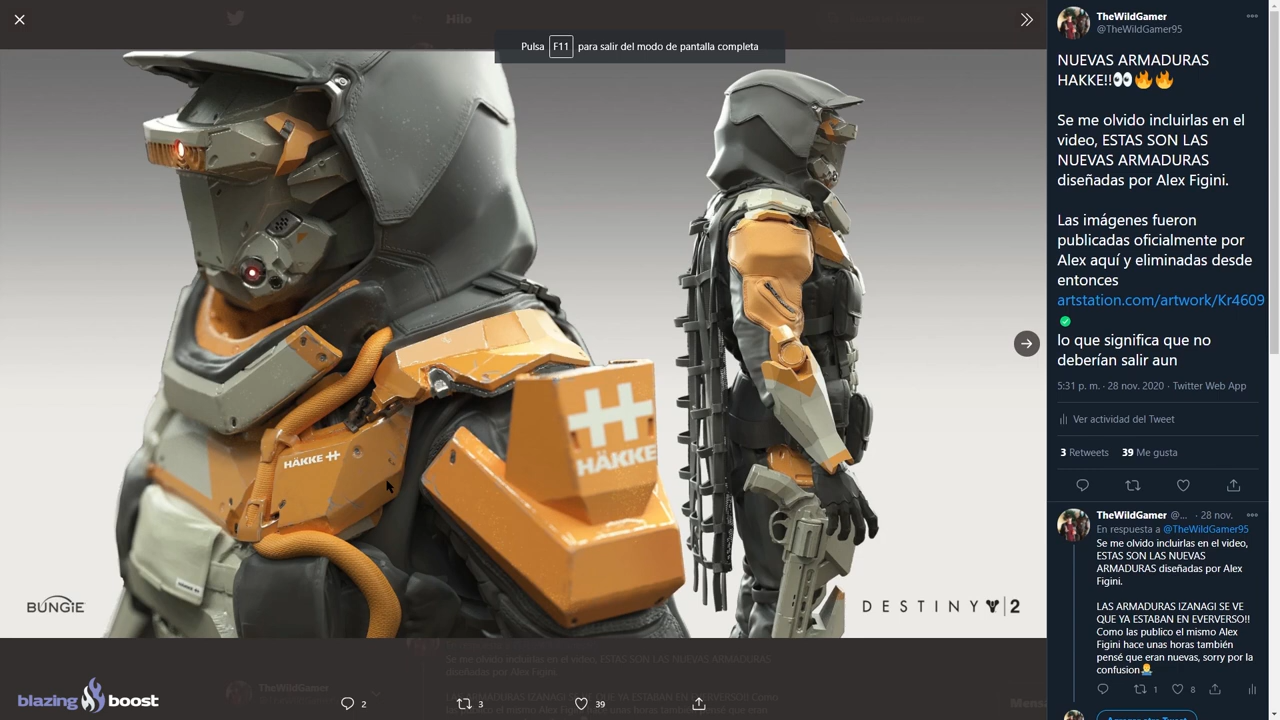 Hilo
Pulsa F11 para salir del modo de pantalla completa
HÄKKE
HÄKKE
BUNGiE
DESTINY 2
blazing boost
2
3
39
TheWildGamer
@TheWildGamer95
NUEVAS ARMADURAS
HAKKE!!👀🔥🔥
Se me olvido incluirlas en el
video, ESTAS SON LAS
NUEVAS ARMADURAS
diseñadas por Alex Figini.
Las imágenes fueron
publicadas oficialmente por
Alex aquí y eliminadas desde
entonces
artstation.com/artwork/Kr4609
lo que significa que no
deberían salir aun
5:31 p. m. · 28 nov. 2020 · Twitter Web App
Ver actividad del Tweet
3 Retweets 39 Me gusta
TheWildGamer @... · 28 nov.
En respuesta a @TheWildGamer95
Se me olvido incluirlas en el video,
ESTAS SON LAS NUEVAS
ARMADURAS diseñadas por Alex
Figini.
LAS ARMADURAS IZANAGI SE VE
QUE YA ESTABAN EN EVERVERSO!!
Como las publico el mismo Alex
Figini hace unas horas también
pensé que eran nuevas, sorry por la
confusion
1 8